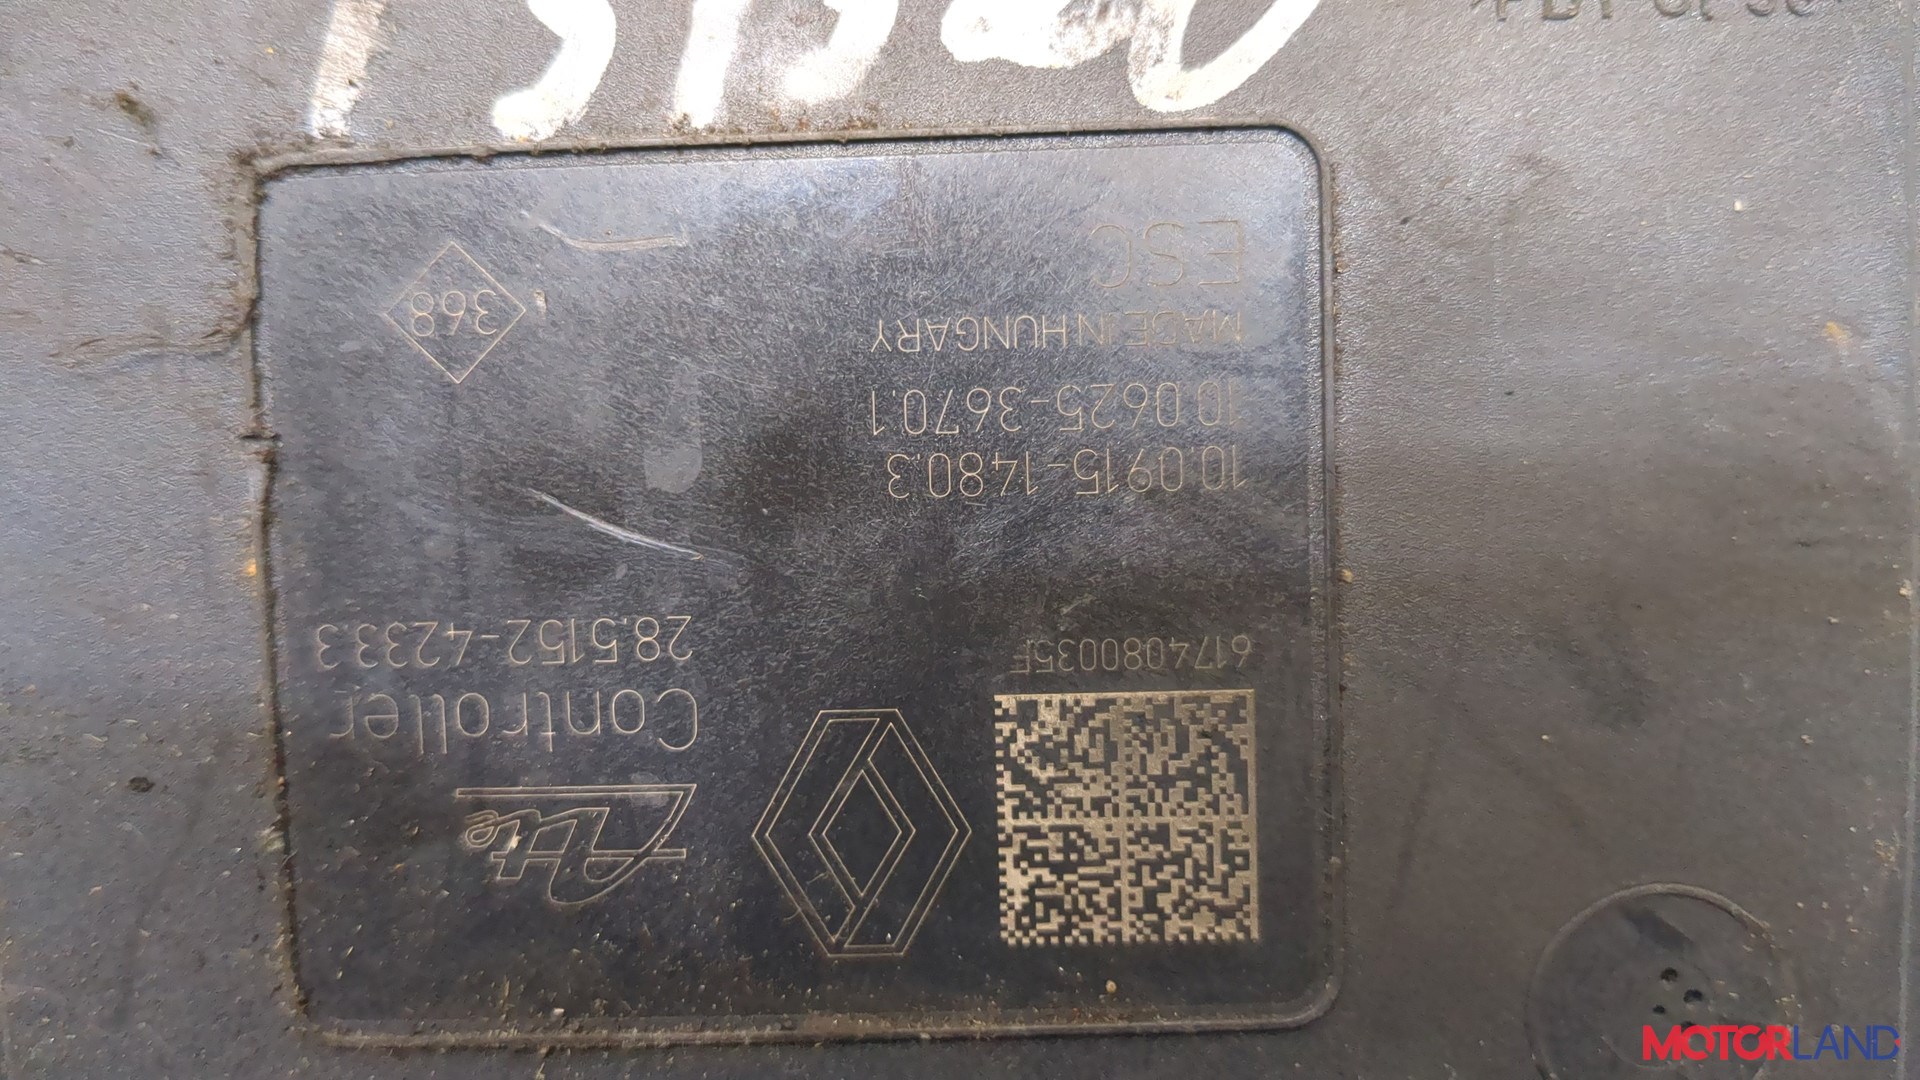 Ate
Controller
28.5152-4233.3
6174080035F
10.0915-1480.3
10.0625-3670.1
MADE IN HUNGARY
ESC
368
MOTORLAND